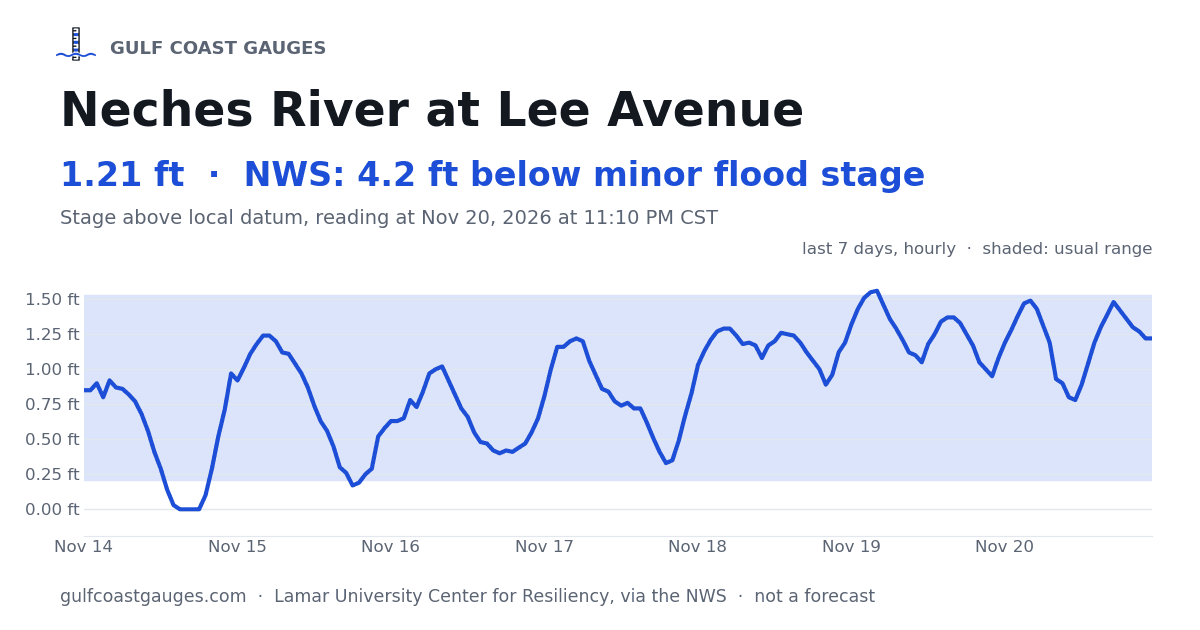 GULF COAST GAUGES
Neches River at Lee Avenue
1.21 ft · NWS: 4.2 ft below minor flood stage
Stage above local datum, reading at Nov 20, 2026 at 11:10 PM CST
last 7 days, hourly · shaded: usual range
1.50 ft
1.25 ft
1.00 ft
0.75 ft
0.50 ft
0.25 ft
0.00 ft
Nov 14 Nov 15 Nov 16 Nov 17 Nov 18 Nov 19 Nov 20
gulfcoastgauges.com · Lamar University Center for Resiliency, via the NWS · not a forecast